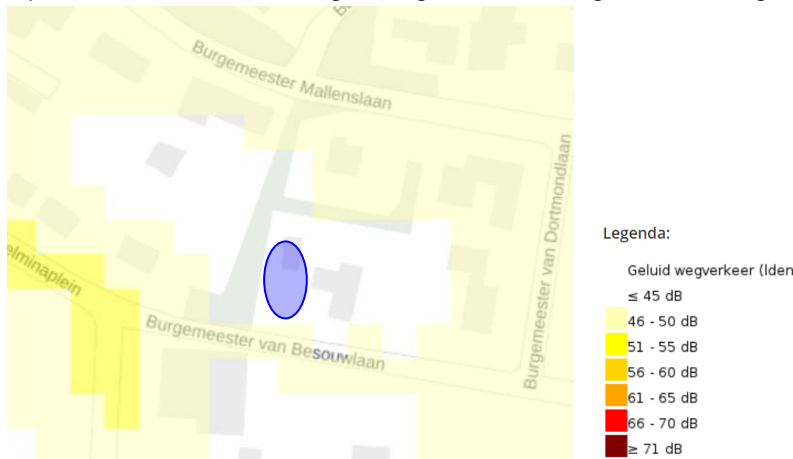 Burgemeester Mallenslaan
Burgemeester van Dortmondlaan
elminaplein
Burgemeester van Besouwlaan
Legenda:
Geluid wegverkeer (lden
≤ 45 dB
46 - 50 dB
51 - 55 dB
56 - 60 dB
61 - 65 dB
66 - 70 dB
≥ 71 dB